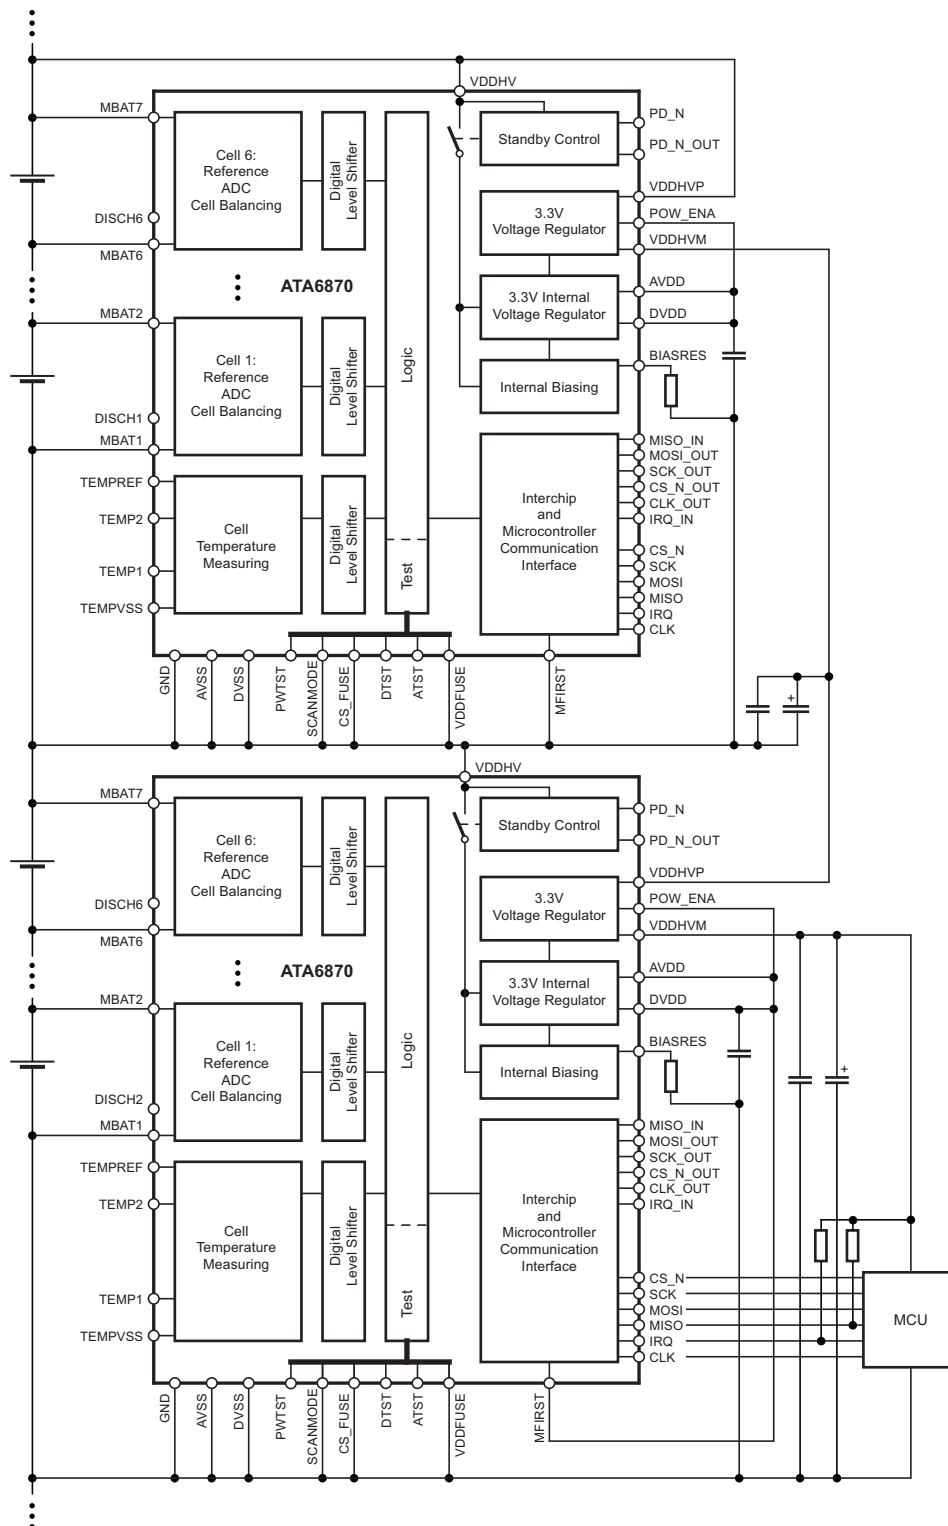 VDDHV
MBAT7
Cell 6:
Reference
ADC
Cell Balancing
Digital
Level Shifter
Standby Control
PD_N
PD_N_OUT
VDDHVP
3.3V
Voltage Regulator
POW_ENA
VDDHVM
DISCH6
MBAT6
ATA6870
3.3V Internal
Voltage Regulator
AVDD
DVDD
MBAT2
Cell 1:
Reference
ADC
Cell Balancing
Digital
Level Shifter
Logic
Internal Biasing
BIASRES
DISCH1
MBAT1
TEMPREF
TEMP2
TEMP1
TEMPVSS
Cell
Temperature
Measuring
Digital
Level Shifter
Test
Interchip
and
Microcontroller
Communication
Interface
MISO_IN
MOSI_OUT
SCK_OUT
CS_N_OUT
CLK_OUT
IRQ_IN
CS_N
SCK
MOSI
MISO
IRQ
CLK
GND
AVSS
DVSS
PWTST
SCANMODE
CS_FUSE
DTST
ATST
VDDFUSE
MFIRST
+
VDDHV
MBAT7
Cell 6:
Reference
ADC
Cell Balancing
Digital
Level Shifter
Standby Control
PD_N
PD_N_OUT
VDDHVP
3.3V
Voltage Regulator
POW_ENA
VDDHVM
DISCH6
MBAT6
ATA6870
3.3V Internal
Voltage Regulator
AVDD
DVDD
MBAT2
Cell 1:
Reference
ADC
Cell Balancing
Digital
Level Shifter
Logic
Internal Biasing
BIASRES
+
DISCH2
MBAT1
TEMPREF
TEMP2
TEMP1
TEMPVSS
Cell
Temperature
Measuring
Digital
Level Shifter
Test
Interchip
and
Microcontroller
Communication
Interface
MISO_IN
MOSI_OUT
SCK_OUT
CS_N_OUT
CLK_OUT
IRQ_IN
CS_N
SCK
MOSI
MISO
IRQ
CLK
MCU
GND
AVSS
DVSS
PWTST
SCANMODE
CS_FUSE
DTST
ATST
VDDFUSE
MFIRST